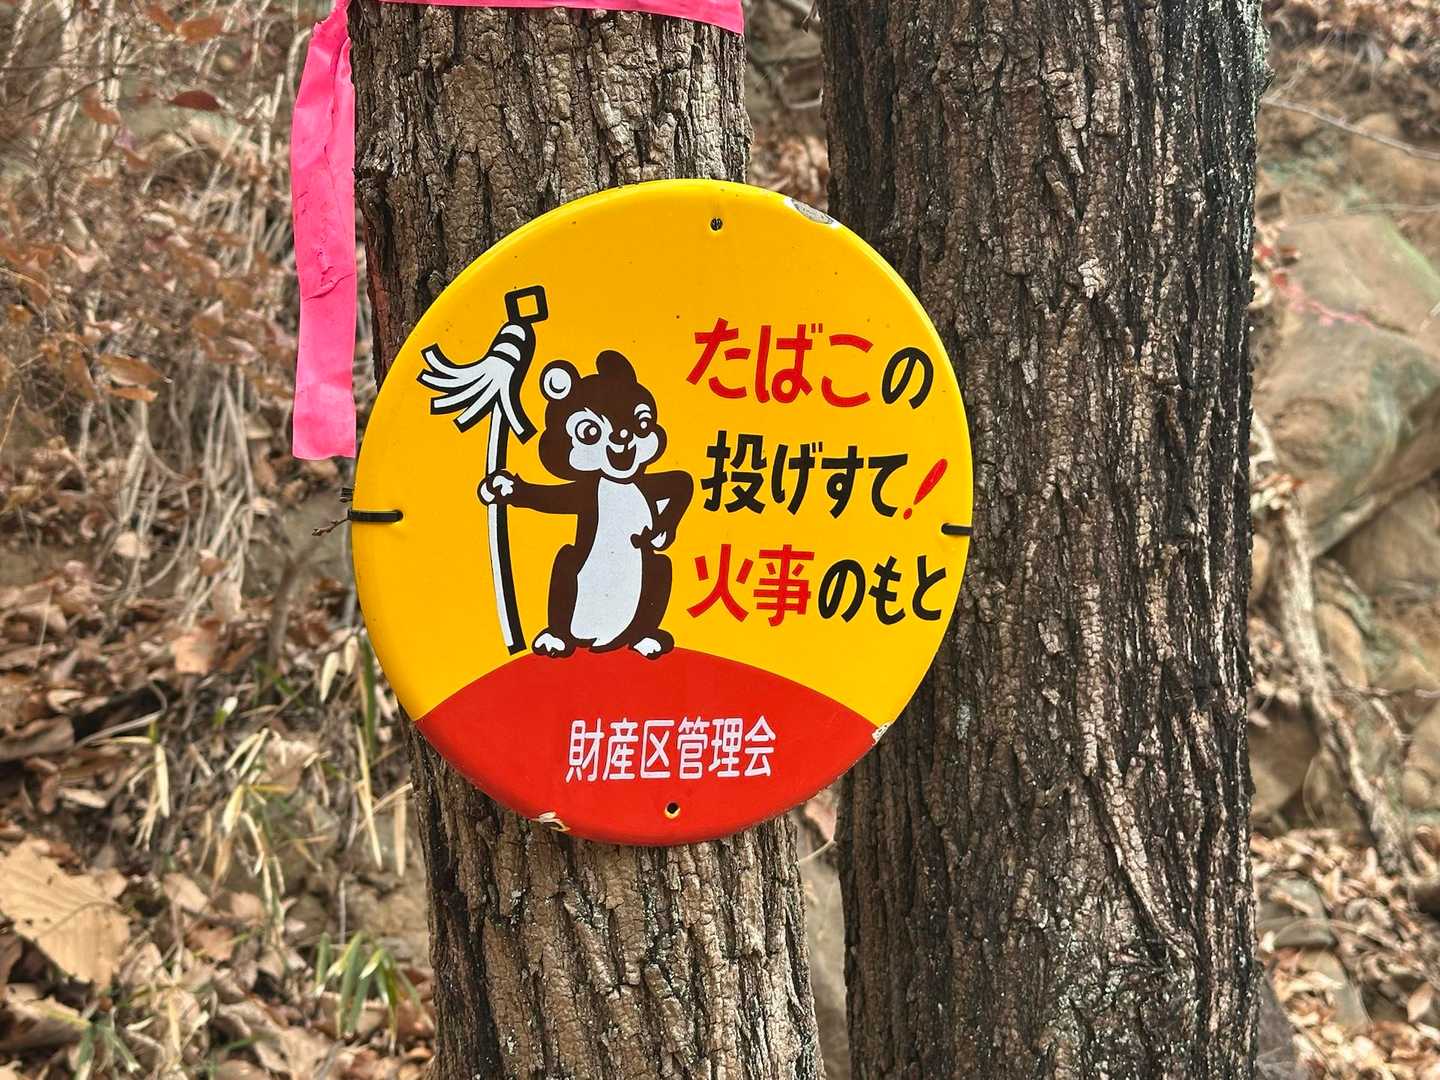 たばこの
投げすて!
火事のもと
財産区管理会